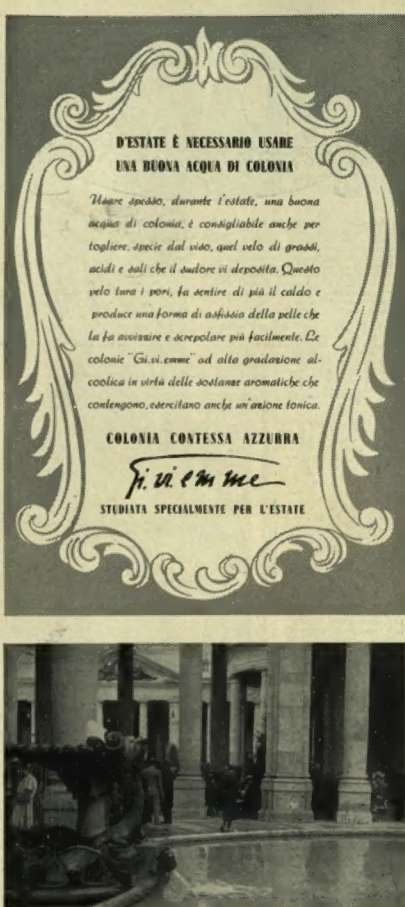 D'ESTATE È NECESSARIO USARE
UNA BUONA ACQUA DI COLONIA
Usare spesso, durante l'estate, una buona
acqua di colonia, è consigliabile anche per
togliere, specie dal viso, quel velo di grassi,
acidi e sali che il sudore vi deposita. Questo
velo tura i pori, fa sentire di più il caldo e
produce una forma di asfissia della pelle che
la fa avvizzire e screpolare più facilmente. Le
colonie "Gi.vi.emme" ad alta gradazione al-
coolica in virtù delle sostanze aromatiche che
contengono, esercitano anche un'azione tonica.
COLONIA CONTESSA AZZURRA
Gi. vi. emme
STUDIATA SPECIALMENTE PER L'ESTATE